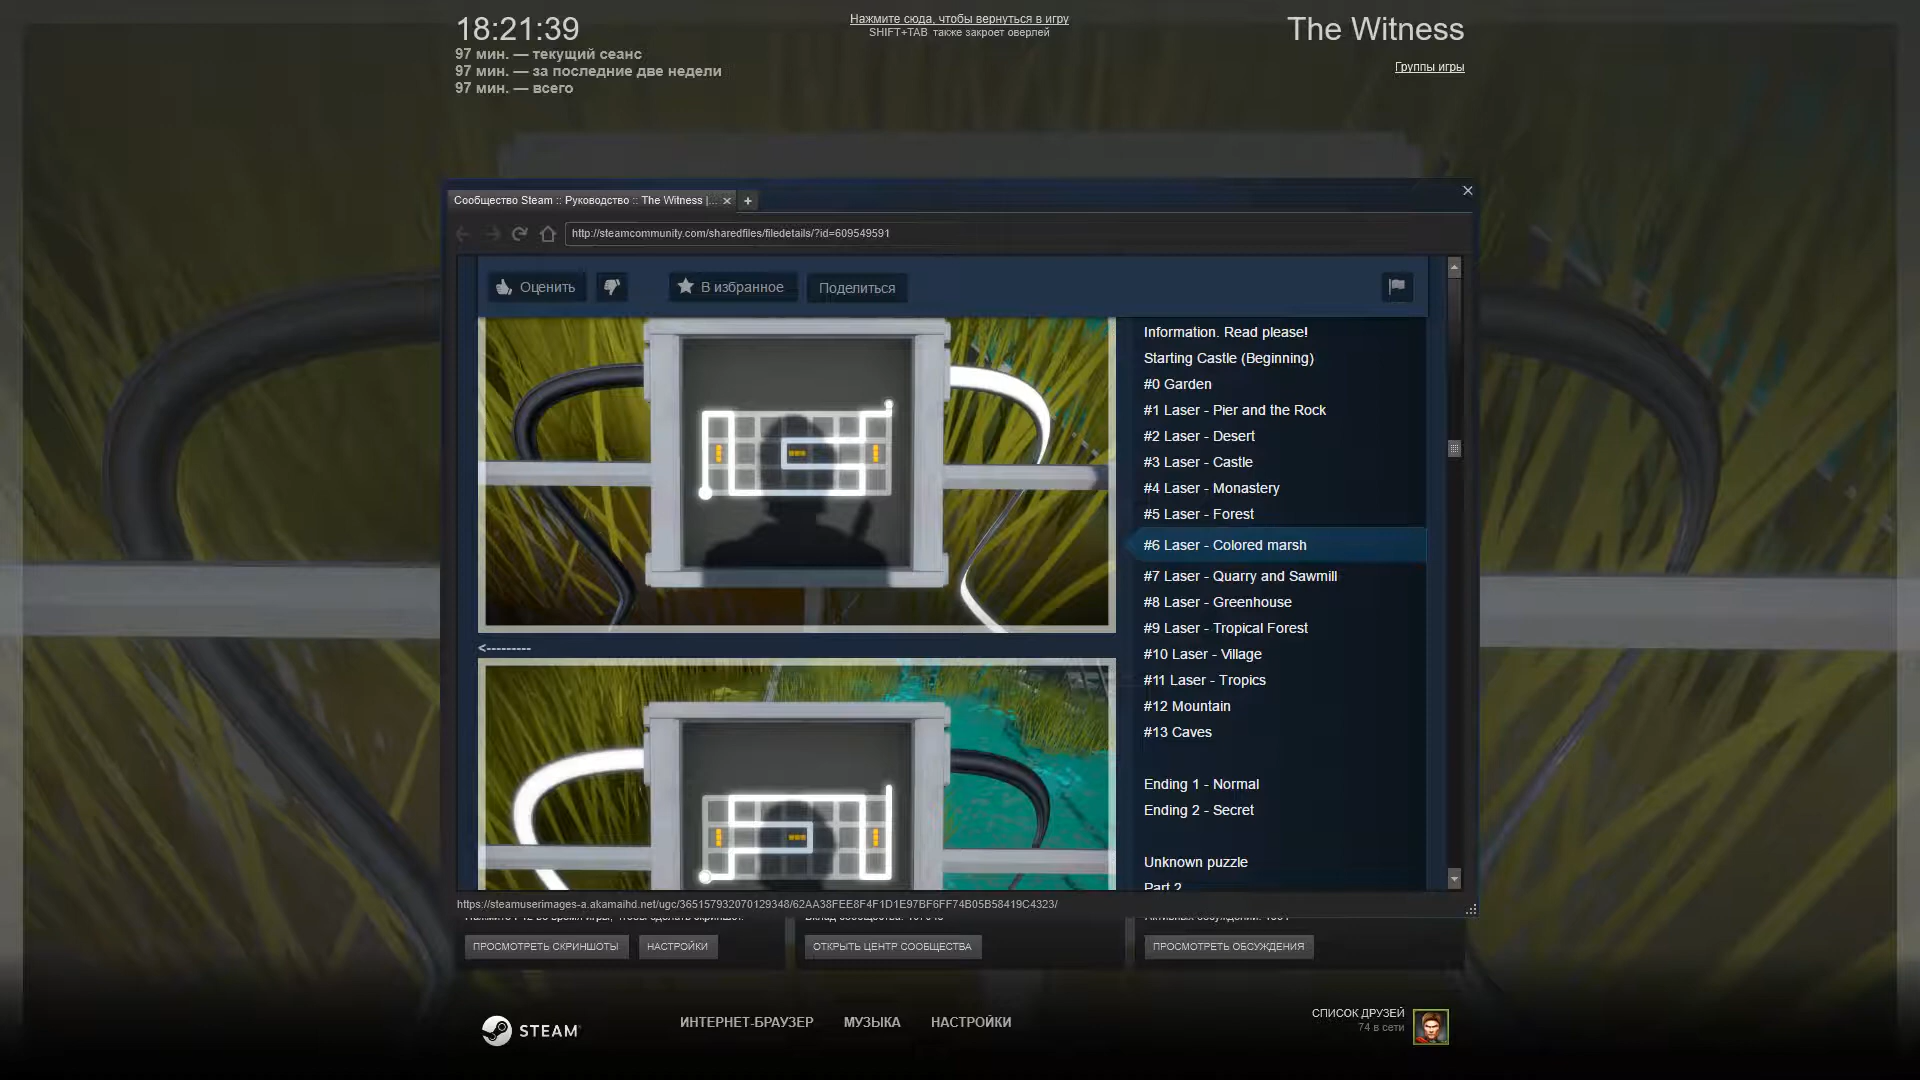 18:21:39
97 мин. — текущий сеанс
97 мин. — за последние две недели
97 мин. — всего
Нажмите сюда, чтобы вернуться в игру
SHIFT+TAB также закроет оверлей
The Witness
Группы игры
Сообщество Steam :: Руководство :: The Witness |...
http://steamcommunity.com/sharedfiles/filedetails/?id=609549591
Оценить
В избранное
Поделиться
Information. Read please!
Starting Castle (Beginning)
#0 Garden
#1 Laser - Pier and the Rock
#2 Laser - Desert
#3 Laser - Castle
#4 Laser - Monastery
#5 Laser - Forest
#6 Laser - Colored marsh
#7 Laser - Quarry and Sawmill
#8 Laser - Greenhouse
#9 Laser - Tropical Forest
#10 Laser - Village
#11 Laser - Tropics
#12 Mountain
#13 Caves
Ending 1 - Normal
Ending 2 - Secret
Unknown puzzle
Part 2
<---------
https://steamuserimages-a.akamaihd.net/ugc/365157932070129348/62AA38FEE8F4F1D1E97BF6FF74B05B58419C4323/
ПРОСМОТРЕТЬ СКРИНШОТЫ
НАСТРОЙКИ
ОТКРЫТЬ ЦЕНТР СООБЩЕСТВА
ПРОСМОТРЕТЬ ОБСУЖДЕНИЯ
STEAM
ИНТЕРНЕТ-БРАУЗЕР
МУЗЫКА
НАСТРОЙКИ
СПИСОК ДРУЗЕЙ
74 в сети